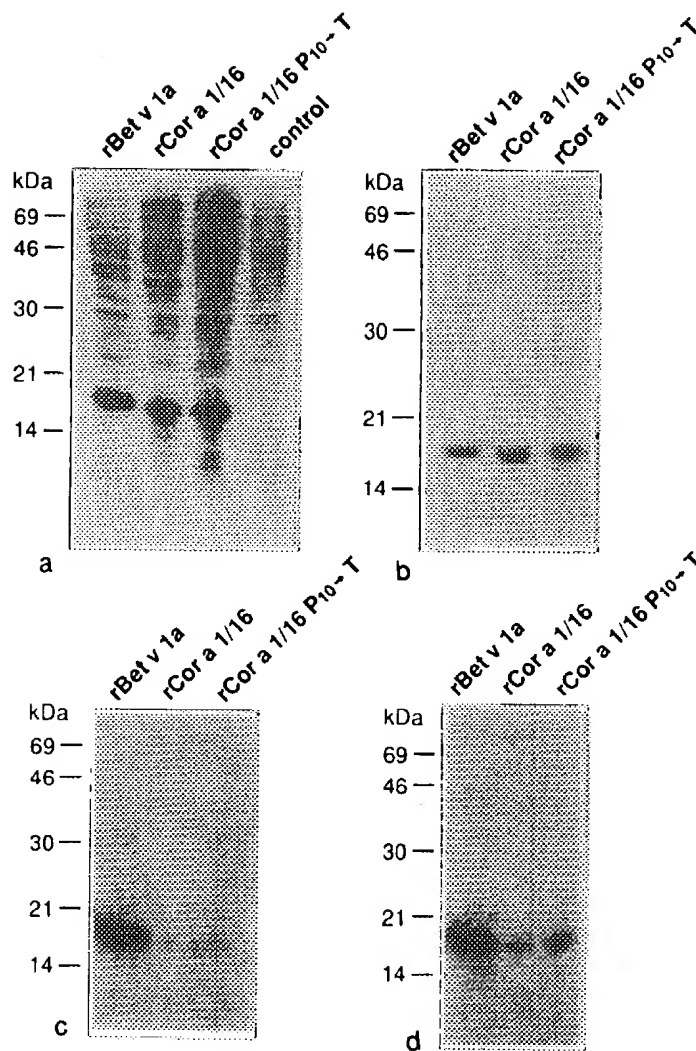 rBet v 1a
rCor a 1/16
rCor a 1/16 P10→ T
control
kDa
69
46
30
21
14
a
rBet v 1a
rCor a 1/16
rCor a 1/16 P10→ T
kDa
69
46
30
21
14
b
rBet v 1a
rCor a 1/16
rCor a 1/16 P10→ T
kDa
69
46
30
21
14
c
rBet v 1a
rCor a 1/16
rCor a 1/16 P10→ T
kDa
69
46
30
21
14
d